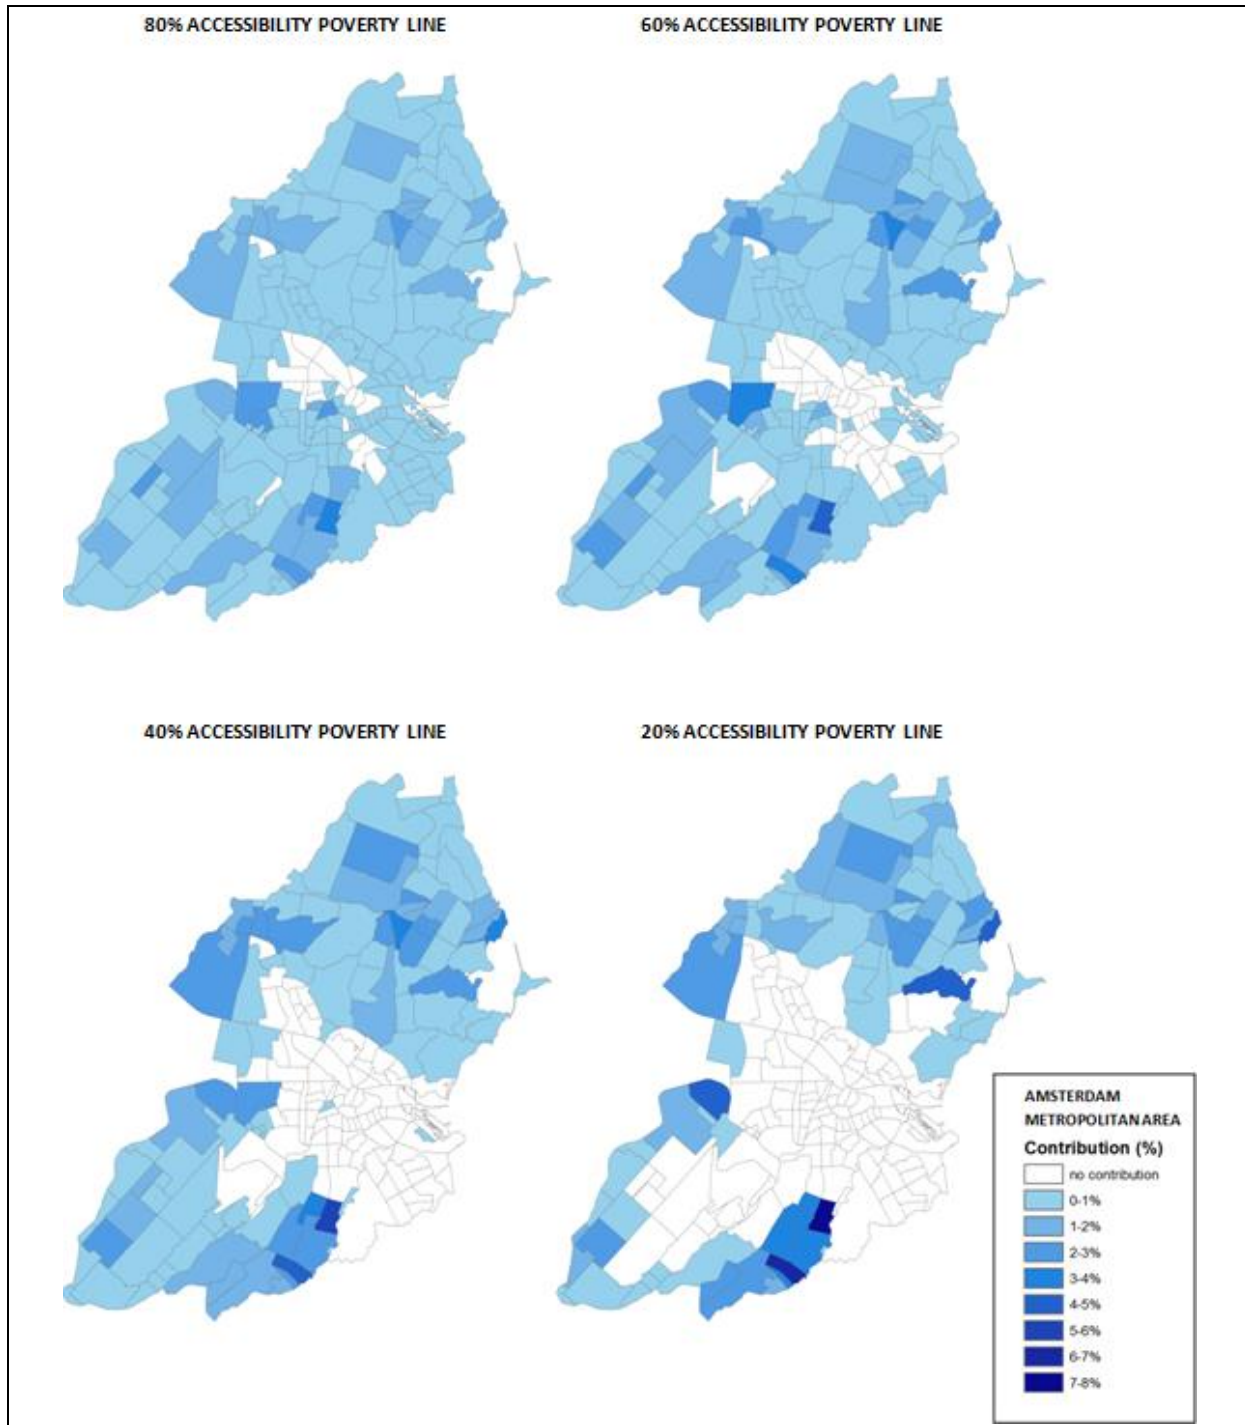 80% ACCESSIBILITY POVERTY LINE
60% ACCESSIBILITY POVERTY LINE
40% ACCESSIBILITY POVERTY LINE
20% ACCESSIBILITY POVERTY LINE
AMSTERDAM
METROPOLITAN AREA
Contribution (%)
no contribution
0-1%
1-2%
2-3%
3-4%
4-5%
5-6%
6-7%
7-8%